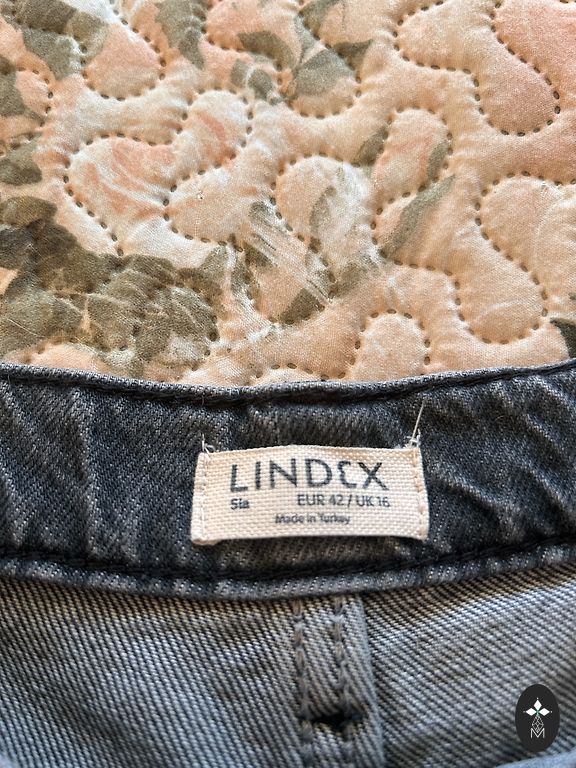 LINDEX
Sia EUR 42 / UK 16
Made in Turkey
M